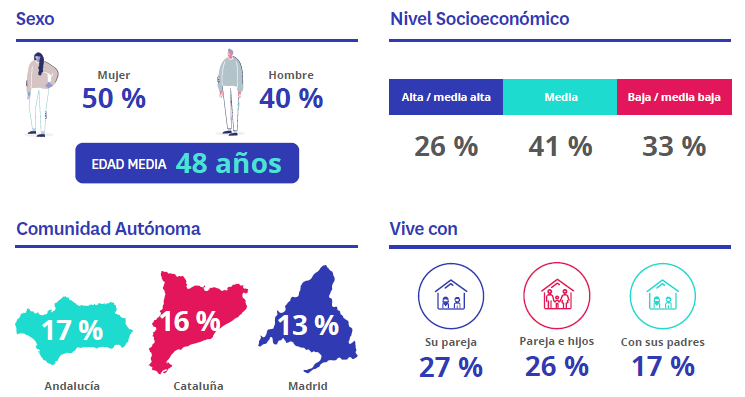 Sexo
Mujer
50 %
Hombre
40 %
EDAD MEDIA 48 años
Nivel Socioeconómico
Alta / media alta
Media
Baja / media baja
26 %
41 %
33 %
Comunidad Autónoma
17 %
Andalucía
16 %
Cataluña
13 %
Madrid
Vive con
Su pareja
27 %
Pareja e hijos
26 %
Con sus padres
17 %